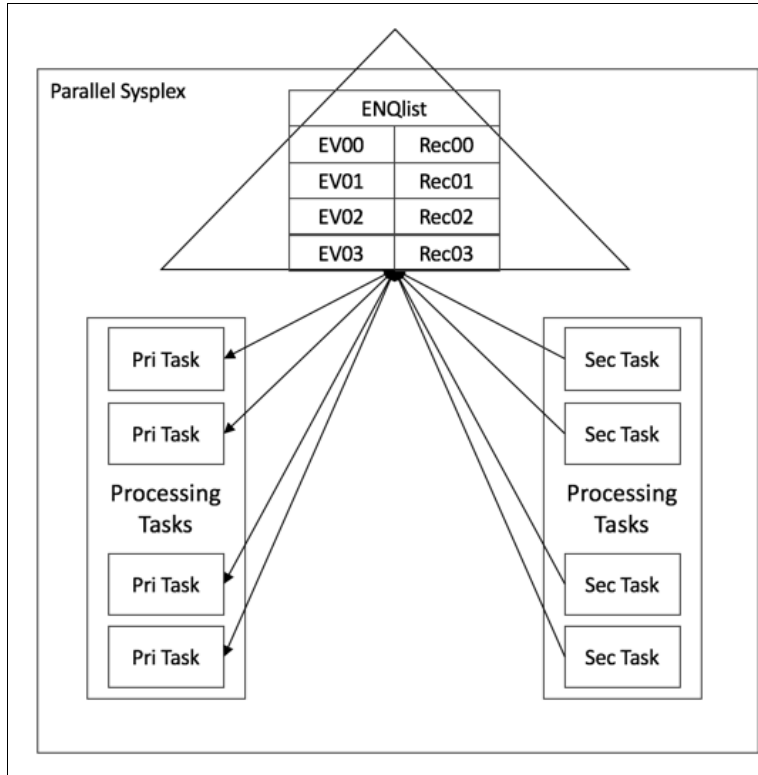 Parallel Sysplex
ENQlist
EV00 Rec00
EV01 Rec01
EV02 Rec02
EV03 Rec03
Pri Task
Pri Task
Processing
Tasks
Pri Task
Pri Task
Sec Task
Sec Task
Processing
Tasks
Sec Task
Sec Task